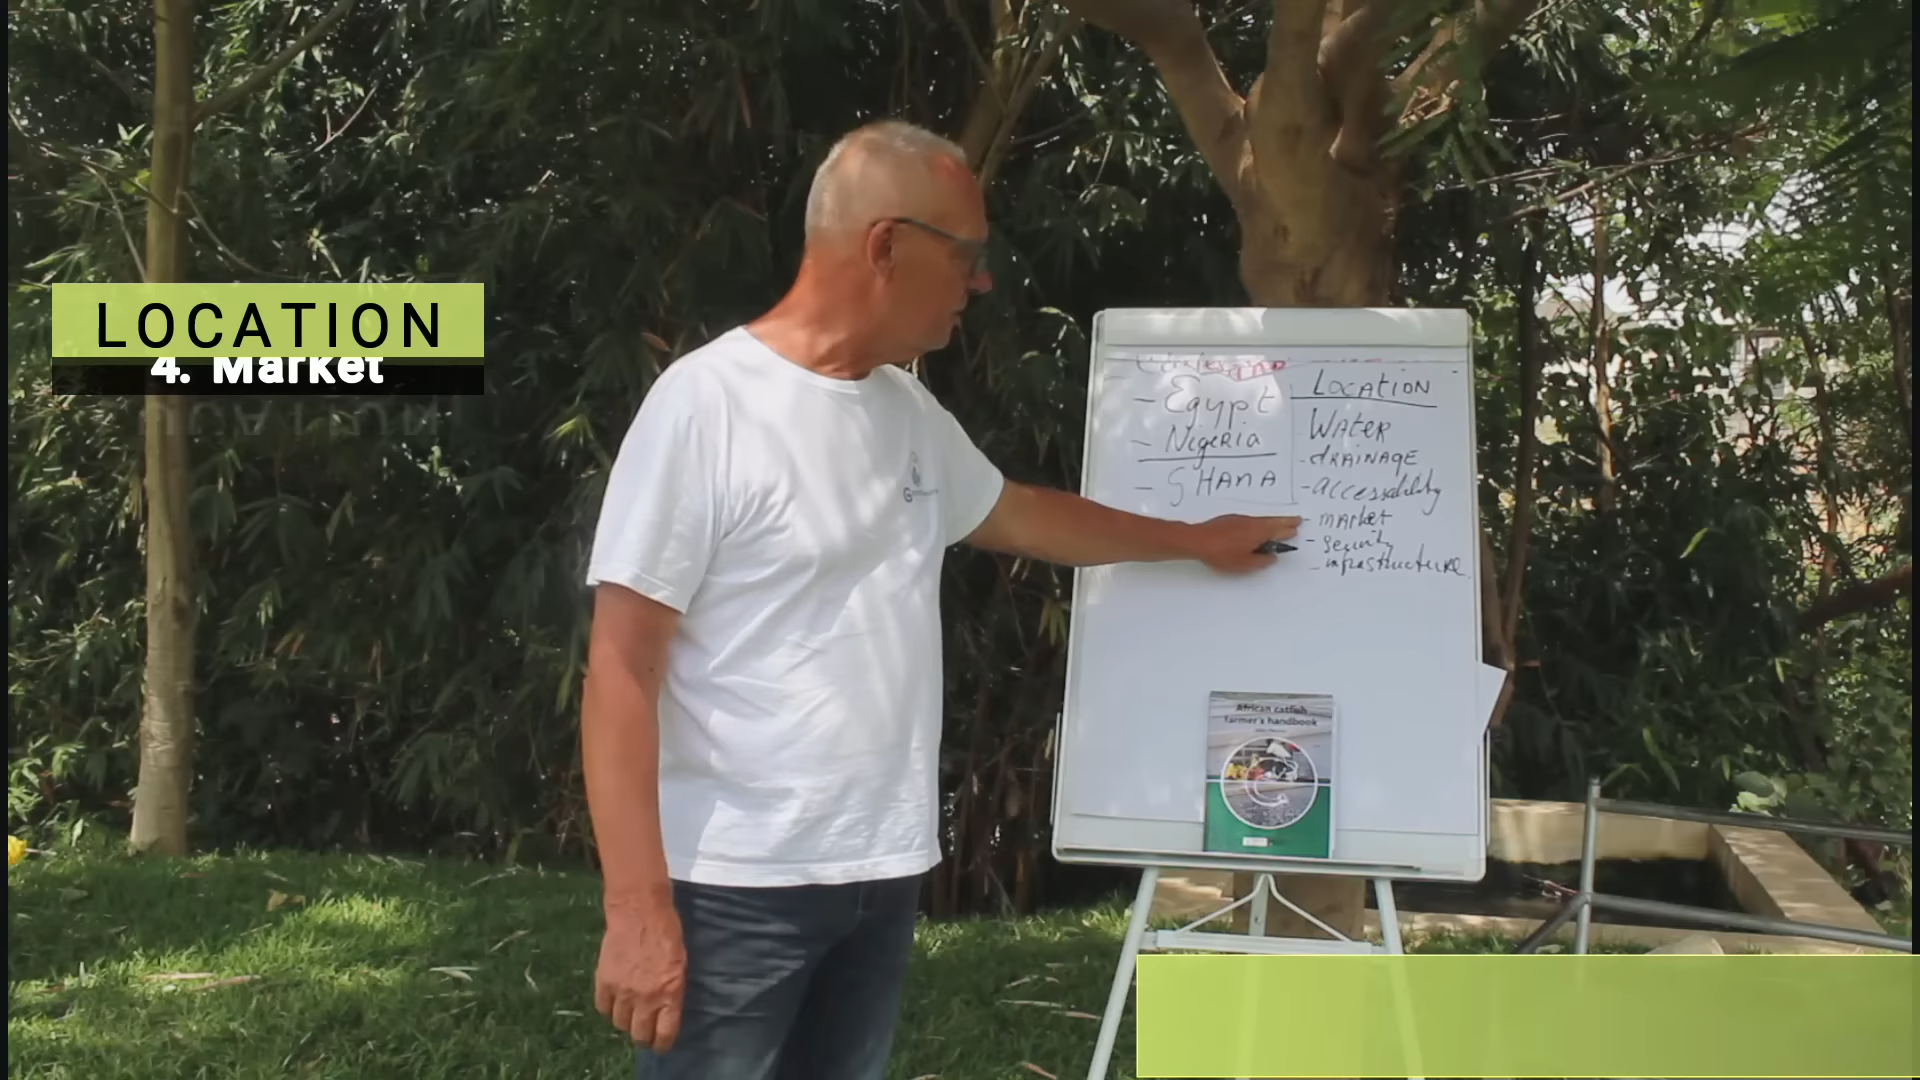 LOCATION
4. Market
- Egypt
- Nigeria
- GHANA
LOCATION
WAteR
- dRAINAGE
- accessability
- market
- Security
- infrastructure.
African catfish
farmer's handbook